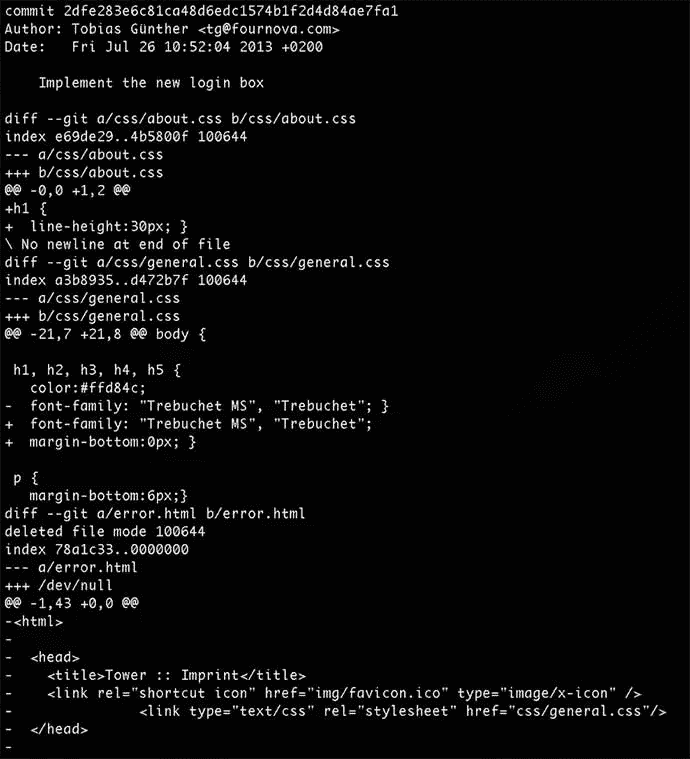 commit 2dfe283e6c81ca48d6edc1574b1f2d4d84ae7fa1
Author: Tobias Günther <tg@fournova.com>
Date:   Fri Jul 26 10:52:04 2013 +0200

    Implement the new login box

diff --git a/css/about.css b/css/about.css
index e69de29..4b5800f 100644
--- a/css/about.css
+++ b/css/about.css
@@ -0,0 +1,2 @@
+h1 {
+  line-height:30px; }
\ No newline at end of file
diff --git a/css/general.css b/css/general.css
index a3b8935..d472b7f 100644
--- a/css/general.css
+++ b/css/general.css
@@ -21,7 +21,8 @@ body {

 h1, h2, h3, h4, h5 {
   color:#ffd84c;
-  font-family: "Trebuchet MS", "Trebuchet"; }
+  font-family: "Trebuchet MS", "Trebuchet";
+  margin-bottom:0px; }

 p {
   margin-bottom:6px;}
diff --git a/error.html b/error.html
deleted file mode 100644
index 78a1c33..0000000
--- a/error.html
+++ /dev/null
@@ -1,43 +0,0 @@
-<html>
-
-  <head>
-    <title>Tower :: Imprint</title>
-    <link rel="shortcut icon" href="img/favicon.ico" type="image/x-icon" />
-               <link type="text/css" rel="stylesheet" href="css/general.css"/>
-  </head>
-